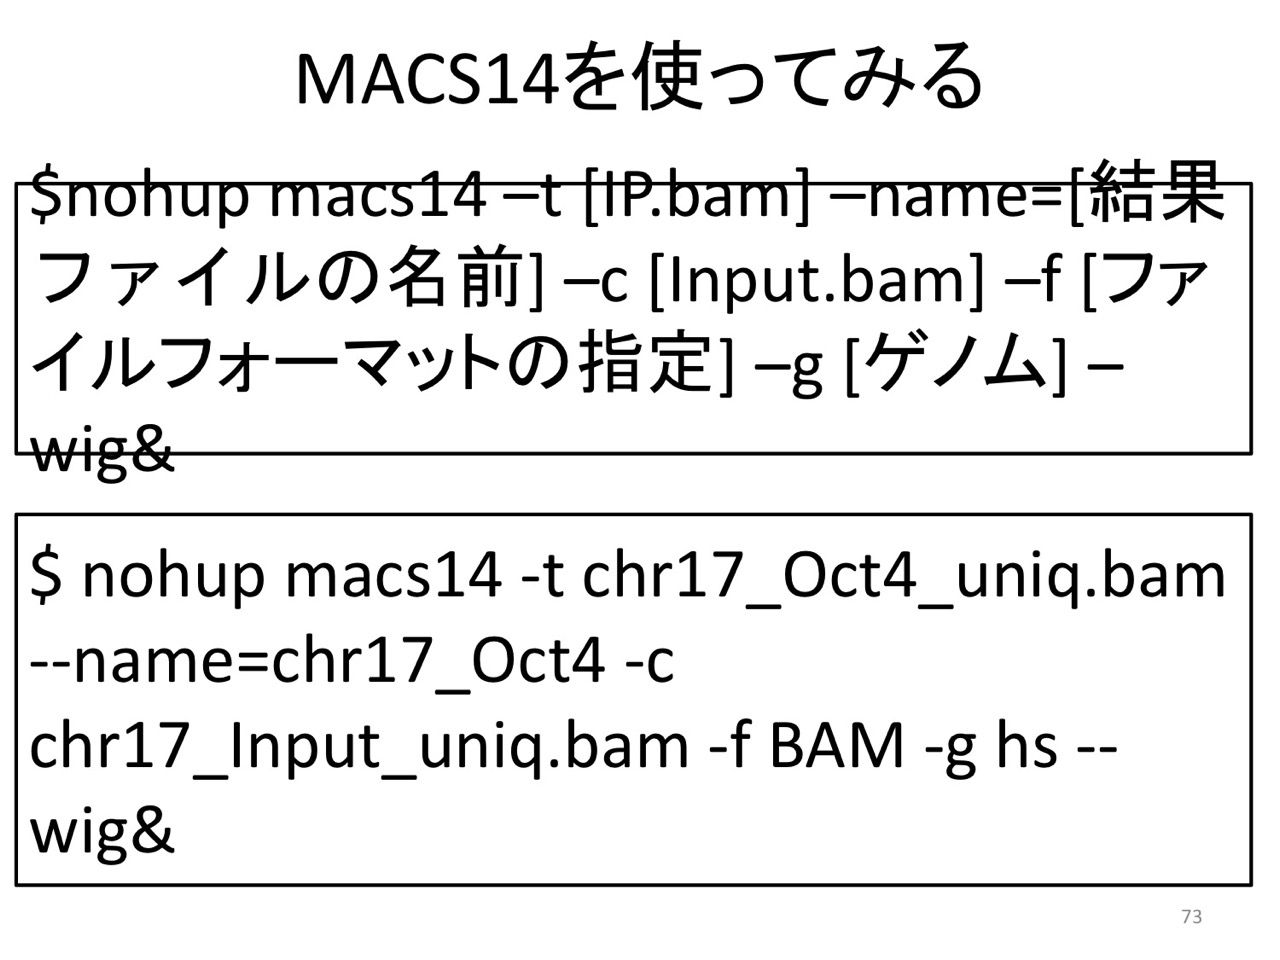 MACS14を使ってみる
$nohup macs14 –t [IP.bam] –name=[結果
ファイルの名前] –c [Input.bam] –f [ファ
イルフォーマットの指定] –g [ゲノム] –
wig&
$ nohup macs14 -t chr17_Oct4_uniq.bam
--name=chr17_Oct4 -c
chr17_Input_uniq.bam -f BAM -g hs --
wig&
73